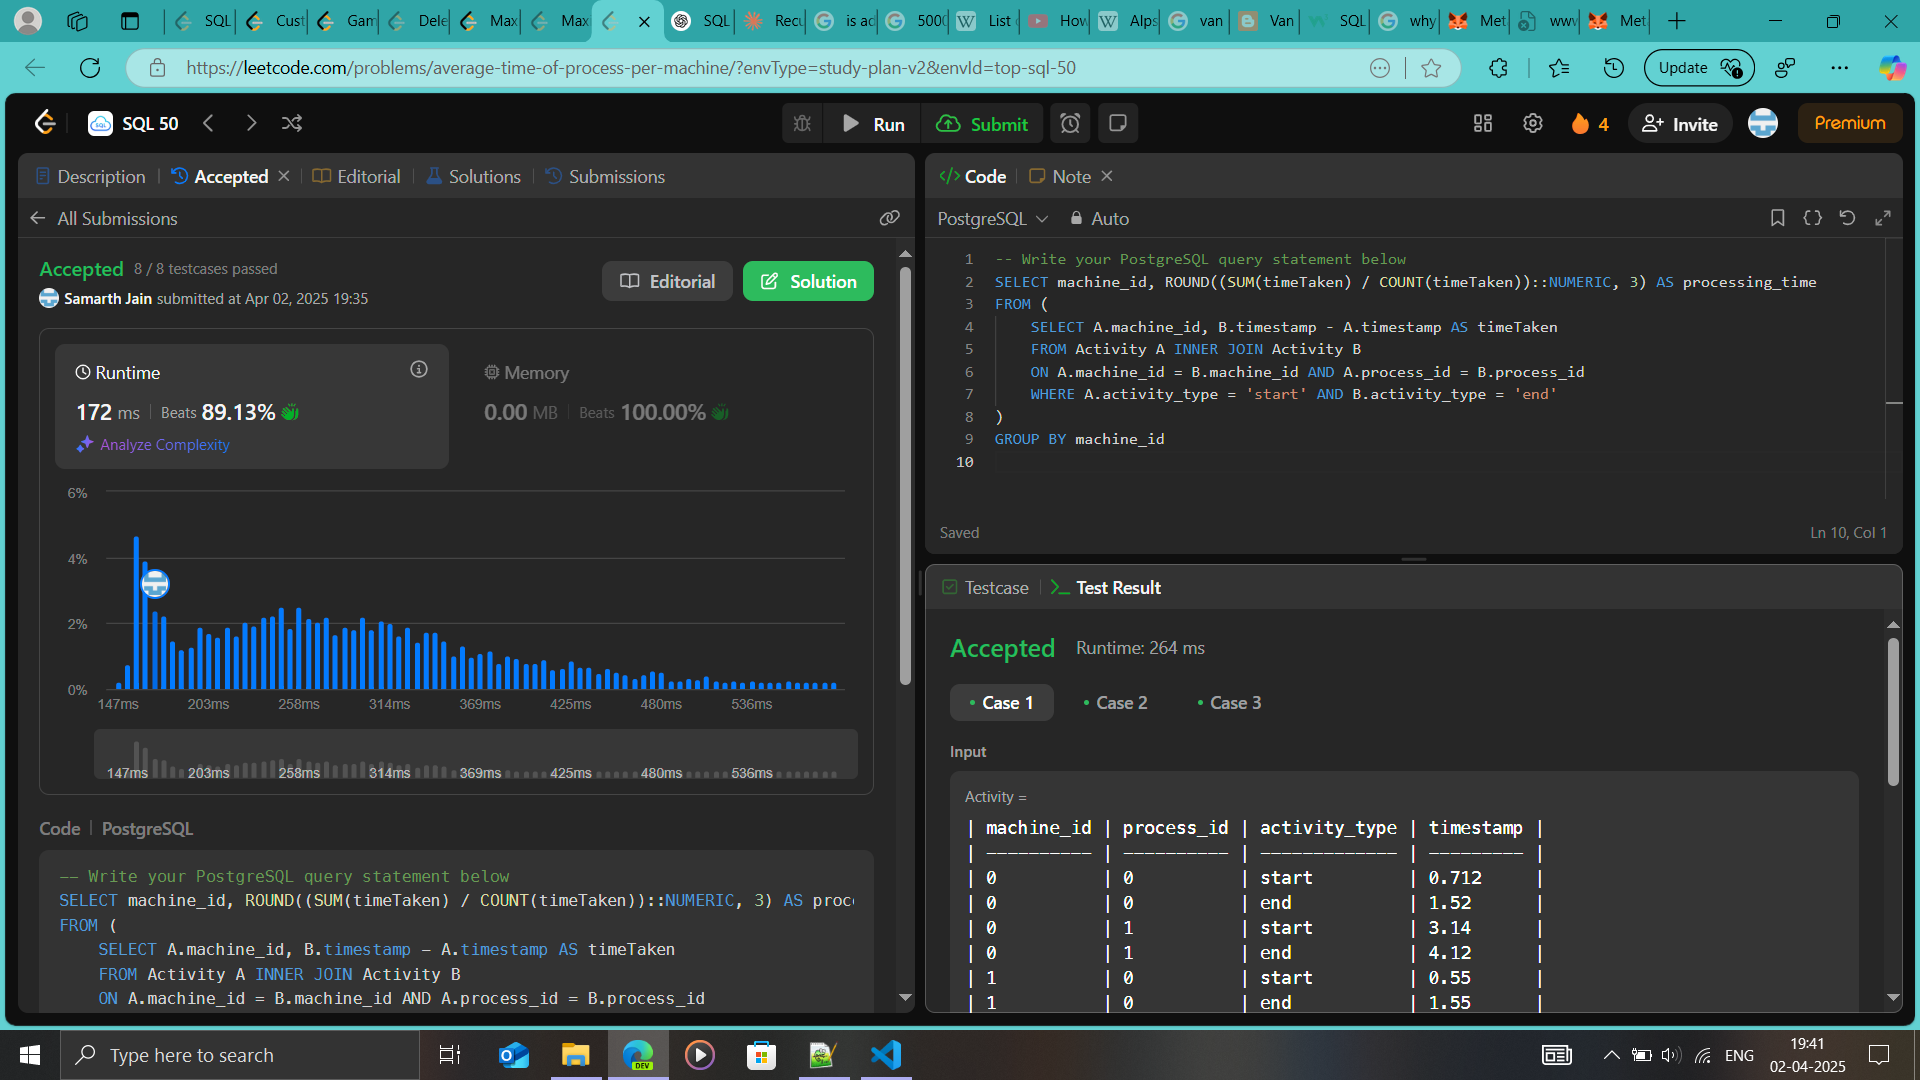 SQL
Cust
Gam
Dele
Max
Max
SQL
Recu
is ad
5000
List
How
Alps
van
Van
SQL
why
Met
www
Met
https://leetcode.com/problems/average-time-of-process-per-machine/?envType=study-plan-v2&envId=top-sql-50
Update
SQL 50
Run
Submit
4
Invite
Premium
Description
Accepted
Editorial
Solutions
Submissions
All Submissions
Accepted 8 / 8 testcases passed
Samarth Jain submitted at Apr 02, 2025 19:35
Editorial
Solution
Runtime
172 ms | Beats 89.13%
Analyze Complexity
Memory
0.00 MB | Beats 100.00%
6%
4%
2%
0%
147ms 203ms 258ms 314ms 369ms 425ms 480ms 536ms
147ms 203ms 258ms 314ms 369ms 425ms 480ms 536ms
Code | PostgreSQL
-- Write your PostgreSQL query statement below
SELECT machine_id, ROUND((SUM(timeTaken) / COUNT(timeTaken))::NUMERIC, 3) AS proc
FROM (
SELECT A.machine_id, B.timestamp - A.timestamp AS timeTaken
FROM Activity A INNER JOIN Activity B
ON A.machine_id = B.machine_id AND A.process_id = B.process_id
</> Code
Note
PostgreSQL
Auto
1 -- Write your PostgreSQL query statement below
2 SELECT machine_id, ROUND((SUM(timeTaken) / COUNT(timeTaken))::NUMERIC, 3) AS processing_time
3 FROM (
4 SELECT A.machine_id, B.timestamp - A.timestamp AS timeTaken
5 FROM Activity A INNER JOIN Activity B
6 ON A.machine_id = B.machine_id AND A.process_id = B.process_id
7 WHERE A.activity_type = 'start' AND B.activity_type = 'end'
8 )
9 GROUP BY machine_id
10
Saved
Ln 10, Col 1
Testcase
Test Result
Accepted Runtime: 264 ms
Case 1
Case 2
Case 3
Input
Activity =
| machine_id | process_id | activity_type | timestamp |
| ---------- | ---------- | ------------- | --------- |
| 0 | 0 | start | 0.712 |
| 0 | 0 | end | 1.52 |
| 0 | 1 | start | 3.14 |
| 0 | 1 | end | 4.12 |
| 1 | 0 | start | 0.55 |
| 1 | 0 | end | 1.55 |
Type here to search
DEV
ENG
19:41
02-04-2025